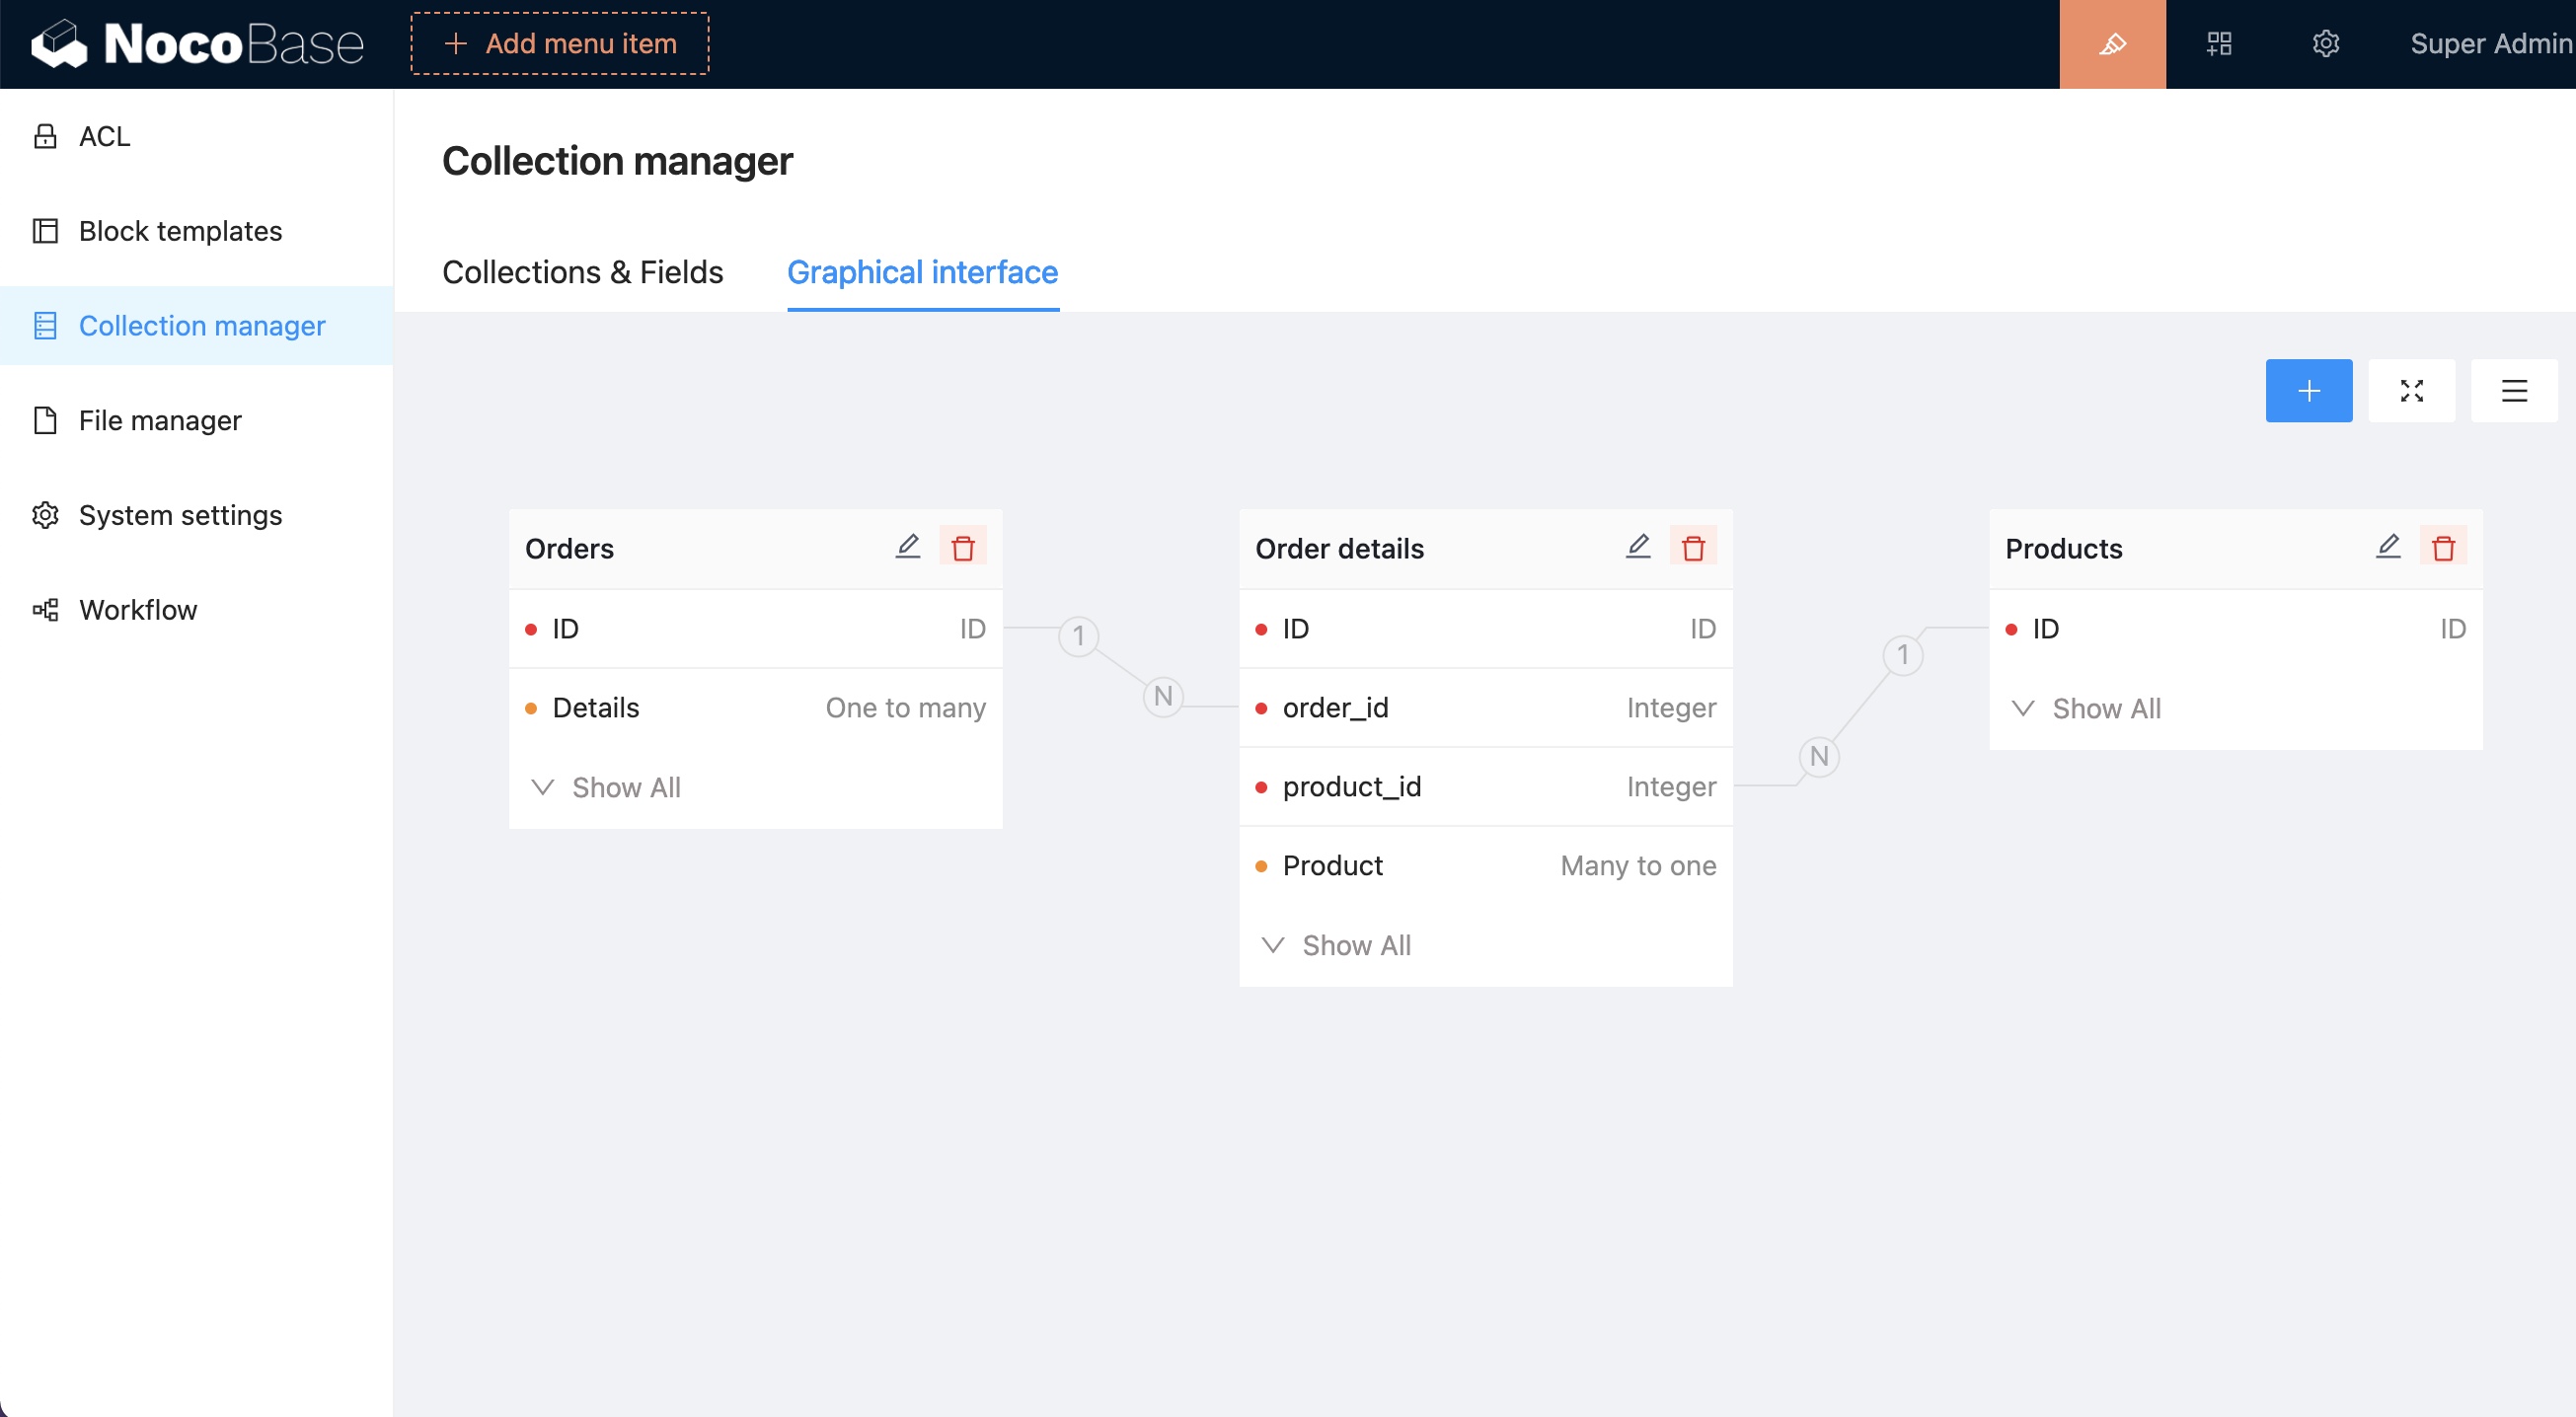 NocoBase
+ Add menu item
Super Admin
ACL
Block templates
Collection manager
File manager
System settings
Workflow
Collection manager
Collections & Fields
Graphical interface
Orders
ID ID
Details One to many
Show All
1
N
Order details
ID ID
order_id Integer
product_id Integer
Product Many to one
Show All
1
N
Products
ID ID
Show All